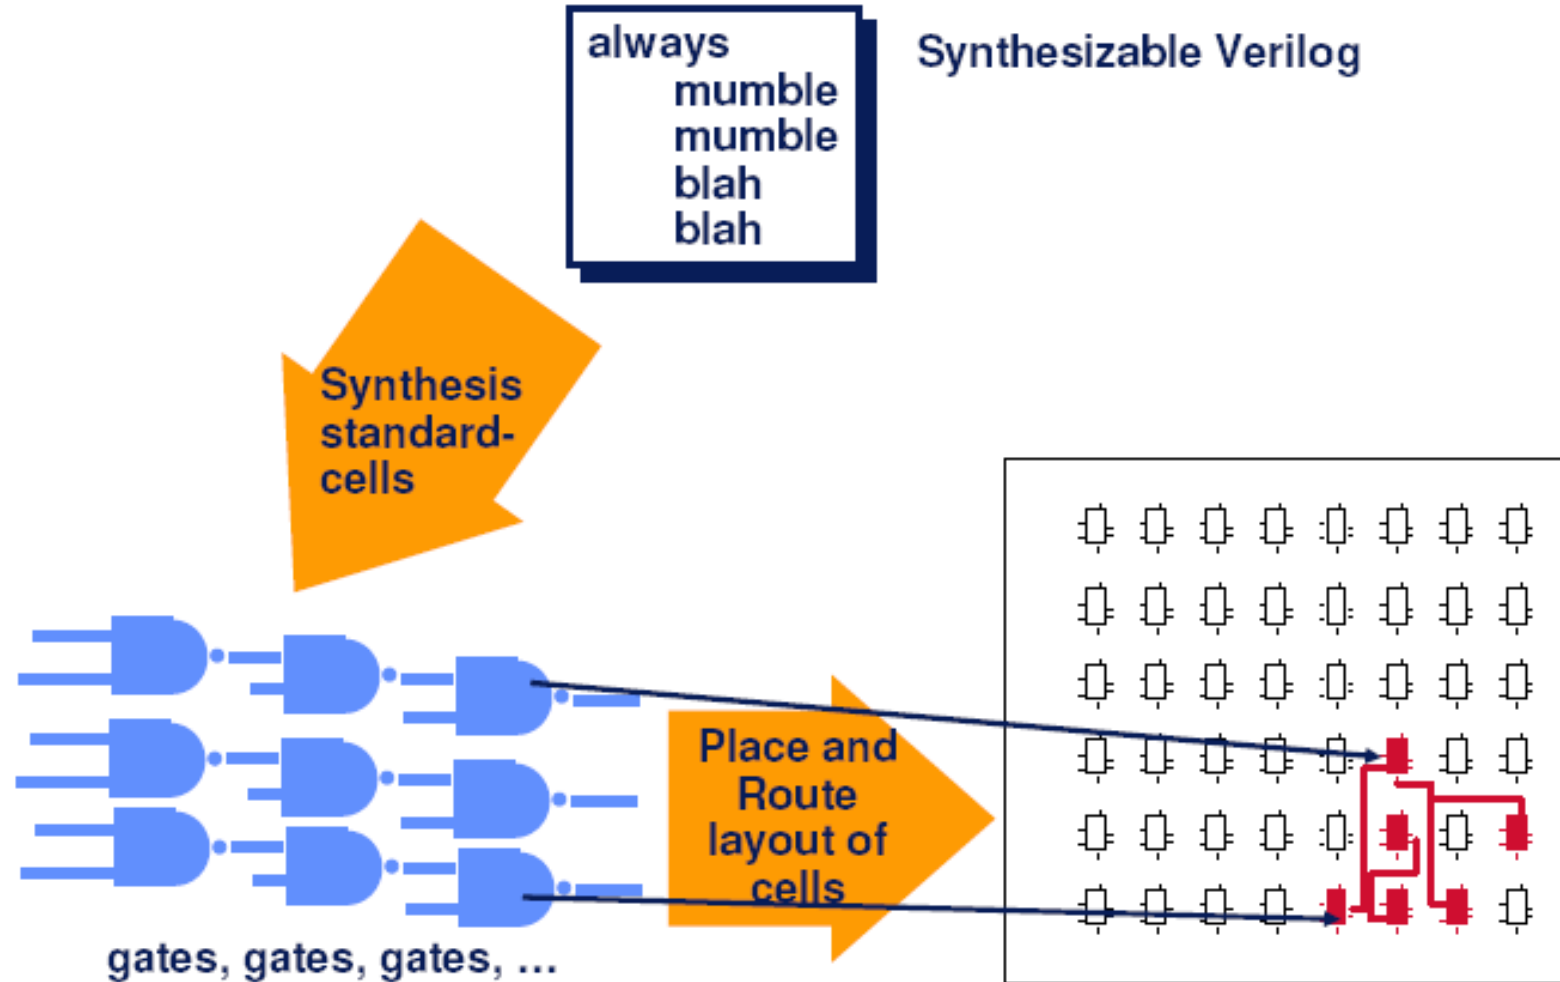 always
mumble
mumble
blah
blah
Synthesizable Verilog
Synthesis
standard-
cells
Place and
Route
layout of
cells
gates, gates, gates, ...